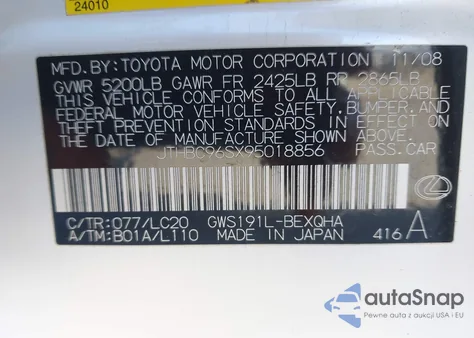 24010
MFD. BY: TOYOTA MOTOR CORPORATION 11/08
GVWR 5200LB GAWR FR 2425LB RR 2865LB
THIS VEHICLE CONFORMS TO ALL APPLICABLE
FEDERAL MOTOR VEHICLE SAFETY, BUMPER, AND
THEFT PREVENTION STANDARDS IN EFFECT ON
THE DATE OF MANUFACTURE SHOWN ABOVE.
JTHBC96SX95018856 PASS.CAR
C/TR: 077/LC20 GWS191L-BEXQHA
A/TM: B01A/L110 MADE IN JAPAN 416 A
autoSnap
Pewne auta z aukcji USA i EU